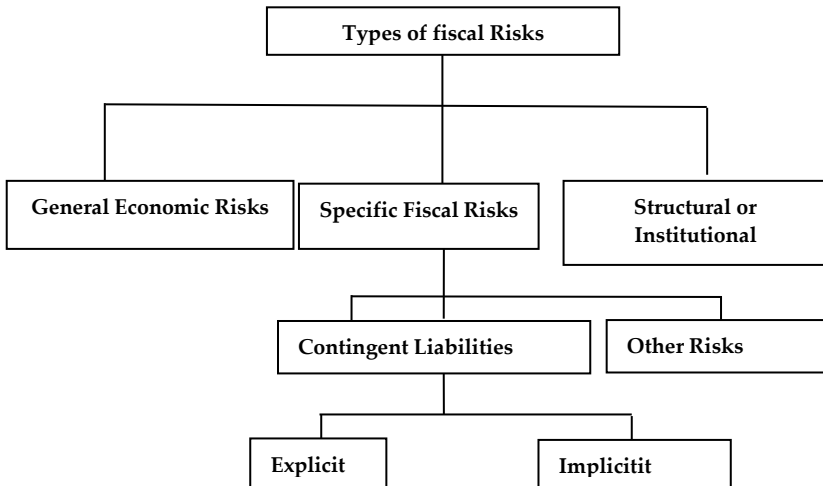 Types of fiscal Risks
General Economic Risks
Specific Fiscal Risks
Structural or
Institutional
Contingent Liabilities
Other Risks
Explicit
Implicitit